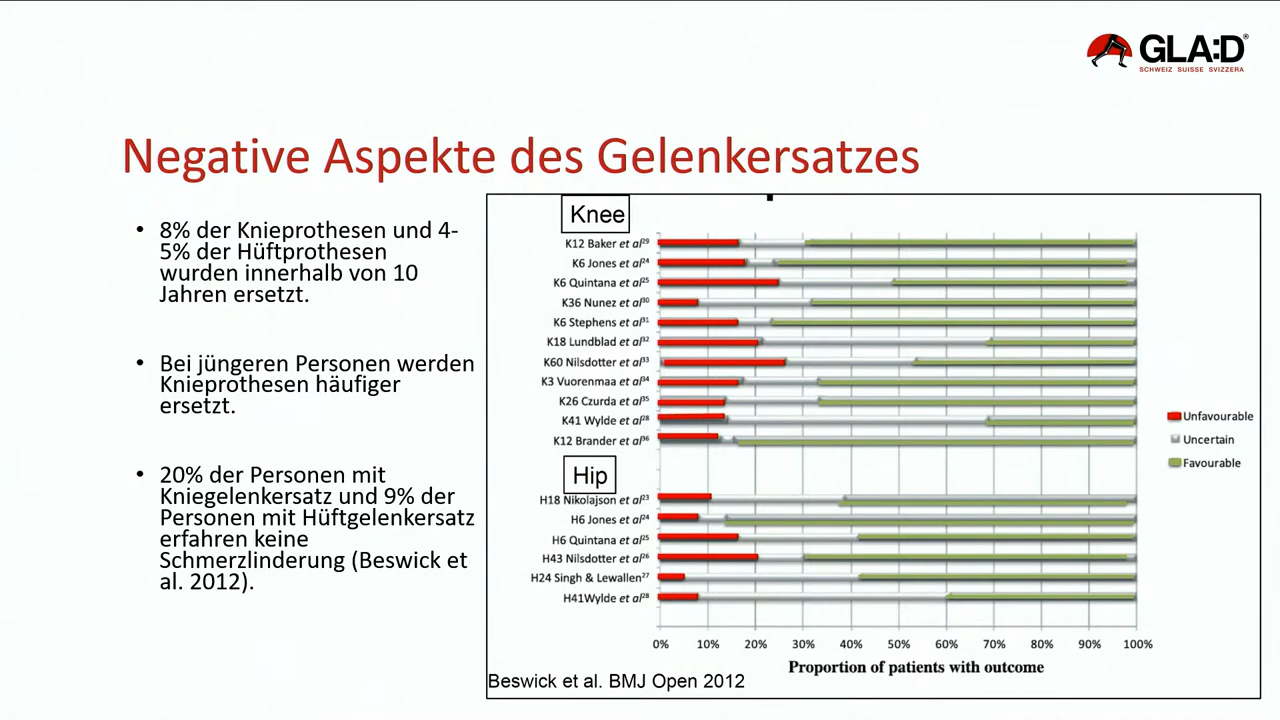 GLA:D®
SCHWEIZ SUISSE SVIZZERA
Negative Aspekte des Gelenkersatzes
• 8% der Knieprothesen und 4-
5% der Hüftprothesen
wurden innerhalb von 10
Jahren ersetzt.
• Bei jüngeren Personen werden
Knieprothesen häufiger
ersetzt.
• 20% der Personen mit
Kniegelenkersatz und 9% der
Personen mit Hüftgelenkersatz
erfahren keine
Schmerzlinderung (Beswick et
al. 2012).
Knee
K12 Baker et al²⁹
K6 Jones et al²⁴
K6 Quintana et al²⁵
K36 Nunez et al³⁰
K6 Stephens et al³¹
K18 Lundblad et al³²
K60 Nilsdotter et al³³
K3 Vuorenmaa et al³⁴
K26 Czurda et al³⁵
K41 Wylde et al²⁸
K12 Brander et al³⁶
Hip
H18 Nikolajson et al²³
H6 Jones et al²⁴
H6 Quintana et al²⁵
H43 Nilsdotter et al²⁶
H24 Singh & Lewallen²⁷
H41Wylde et al²⁸
0% 10% 20% 30% 40% 50% 60% 70% 80% 90% 100%
Proportion of patients with outcome
Unfavourable
Uncertain
Favourable
Beswick et al. BMJ Open 2012